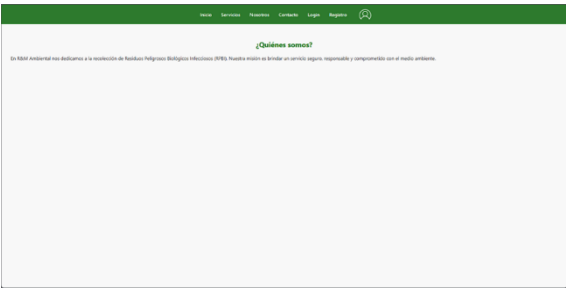 Inicio Servicios Nosotros Contacto Login Registro
¿Quiénes somos?
En R&M Ambiental nos dedicamos a la recolección de Residuos Peligrosos Biológicos Infecciosos (RPBI). Nuestra misión es brindar un servicio seguro, responsable y comprometido con el medio ambiente.